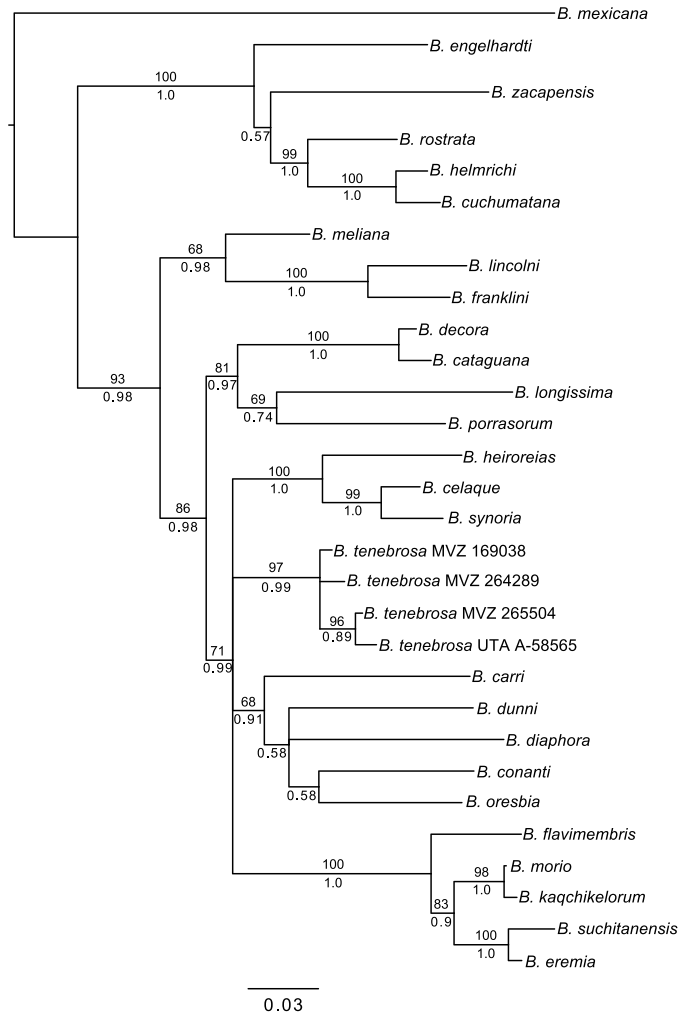 B. mexicana
B. engelhardti
100
1.0
B. zacapensis
0.57
B. rostrata
99
1.0
B. helmrichi
100
1.0
B. cuchumatana
B. meliana
68
0.98
B. lincolni
100
1.0
B. franklini
B. decora
100
1.0
B. cataguana
93
0.98
81
0.97
B. longissima
69
0.74
B. porrasorum
B. heiroreias
100
1.0
B. celaque
99
1.0
B. synoria
86
0.98
B. tenebrosa MVZ 169038
97
0.99
B. tenebrosa MVZ 264289
B. tenebrosa MVZ 265504
96
0.89
B. tenebrosa UTA A-58565
71
0.99
B. carri
68
0.91
B. dunni
0.58
B. diaphora
B. conanti
0.58
B. oresbia
B. flavimembris
100
1.0
B. morio
98
1.0
B. kaqchikelorum
83
0.9
B. suchitanensis
100
1.0
B. eremia
0.03